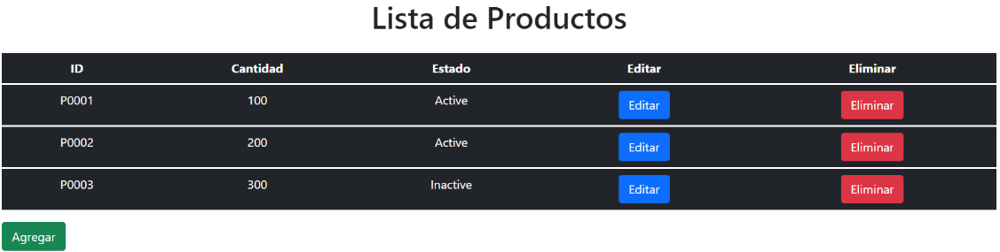 Lista de Productos
ID Cantidad Estado Editar Eliminar
P0001 100 Active Editar Eliminar
P0002 200 Active Editar Eliminar
P0003 300 Inactive Editar Eliminar
Agregar